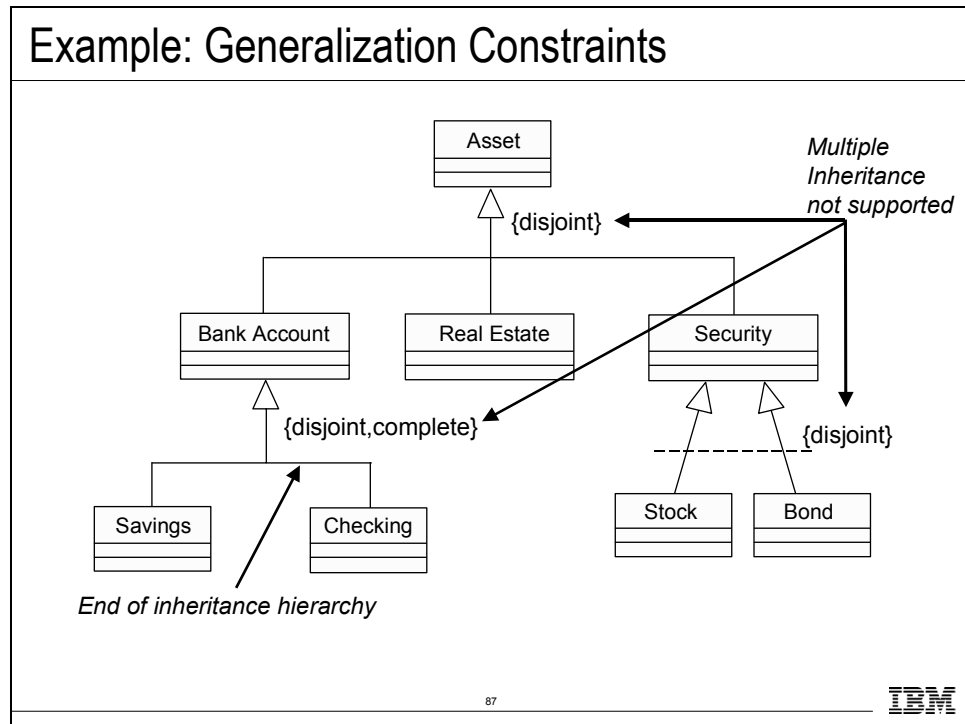 Example: Generalization Constraints
Asset
Multiple
Inheritance
not supported
{disjoint}
Bank Account
Real Estate
Security
{disjoint,complete}
{disjoint}
Savings
Checking
Stock
Bond
End of inheritance hierarchy
87
IBM